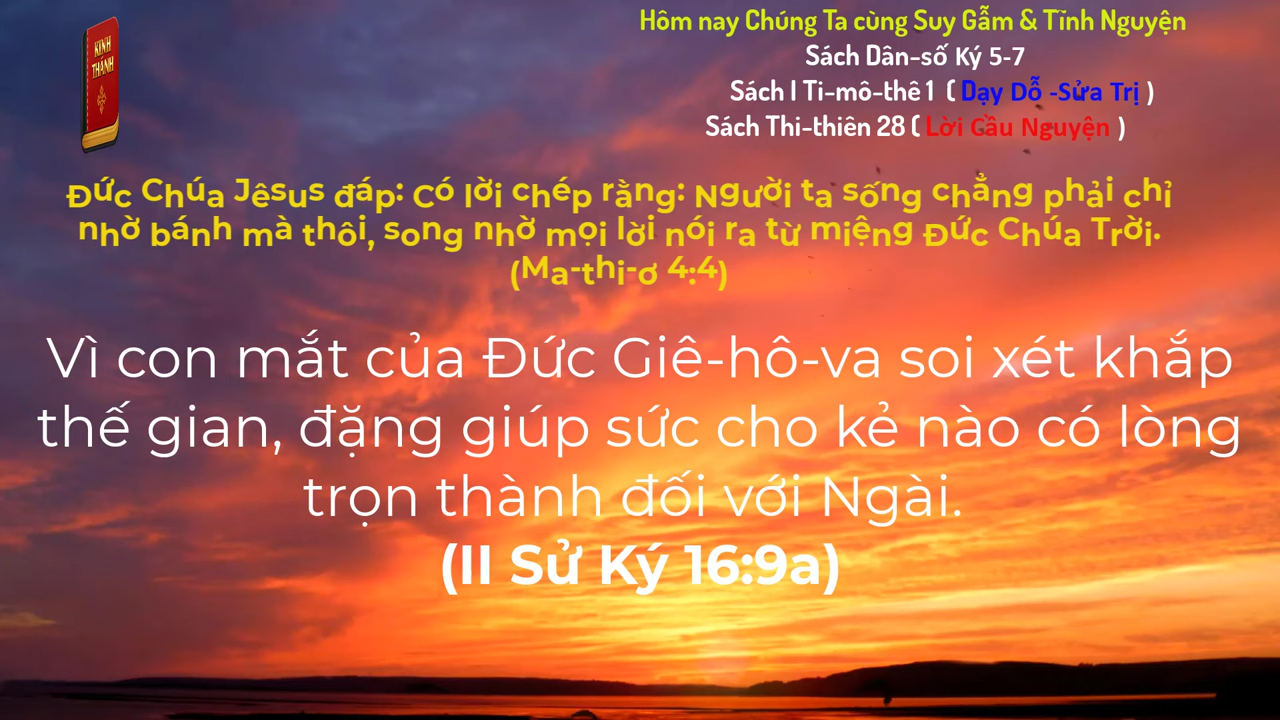 KINH
THÁNH
Hôm nay Chúng Ta cùng Suy Gẫm & Tĩnh Nguyện
Sách Dân-số Ký 5-7
Sách I Ti-mô-thê 1 ( Dạy Dỗ -Sửa Trị )
Sách Thi-thiên 28 ( Lời Cầu Nguyện )
Đức Chúa Jêsus đáp: Có lời chép rằng: Người ta sống chẳng phải chỉ
nhờ bánh mà thôi, song nhờ mọi lời nói ra từ miệng Đức Chúa Trời.
(Ma-thi-ơ 4:4)
Vì con mắt của Đức Giê-hô-va soi xét khắp
thế gian, đặng giúp sức cho kẻ nào có lòng
trọn thành đối với Ngài.
(II Sử Ký 16:9a)